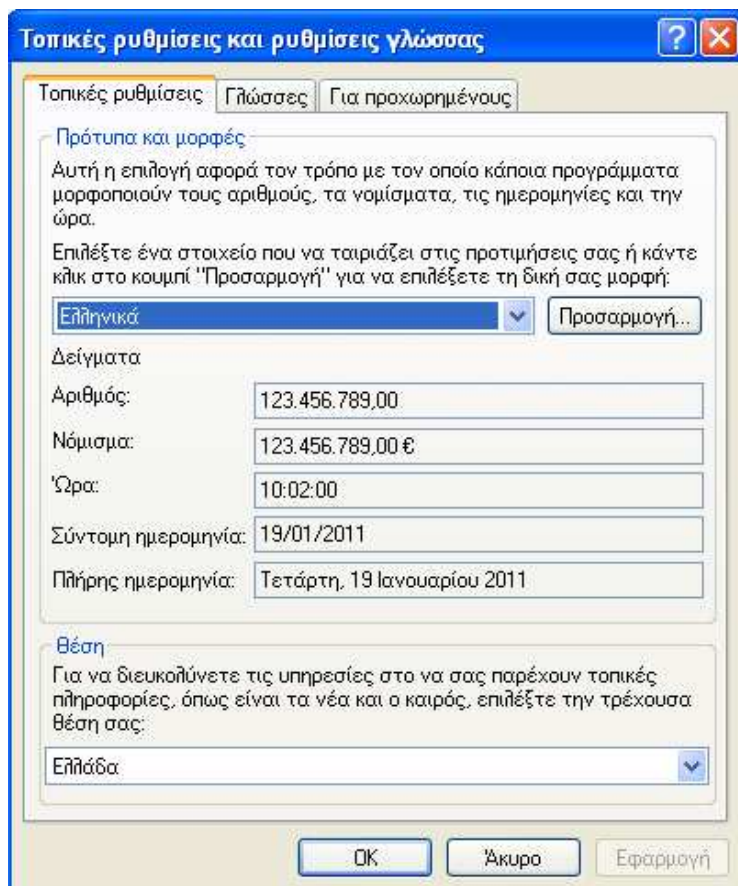 Τοπικές ρυθμίσεις και ρυθμίσεις γλώσσας
Τοπικές ρυθμίσεις Γλώσσες Για προχωρημένους
Πρότυπα και μορφές
Αυτή η επιλογή αφορά τον τρόπο με τον οποίο κάποια προγράμματα
μορφοποιούν τους αριθμούς, τα νομίσματα, τις ημερομηνίες και την
ώρα.
Επιλέξτε ένα στοιχείο που να ταιριάζει στις προτιμήσεις σας ή κάντε
κλικ στο κουμπί "Προσαρμογή" για να επιλέξετε τη δική σας μορφή:
Ελληνικά Προσαρμογή...
Δείγματα
Αριθμός: 123.456.789,00
Νόμισμα: 123.456.789,00 €
Ώρα: 10:02:00
Σύντομη ημερομηνία: 19/01/2011
Πλήρης ημερομηνία: Τετάρτη, 19 Ιανουαρίου 2011
Θέση
Για να διευκολύνετε τις υπηρεσίες στο να σας παρέχουν τοπικές
πληροφορίες, όπως είναι τα νέα και ο καιρός, επιλέξτε την τρέχουσα
θέση σας:
Ελλάδα
OK Άκυρο Εφαρμογή